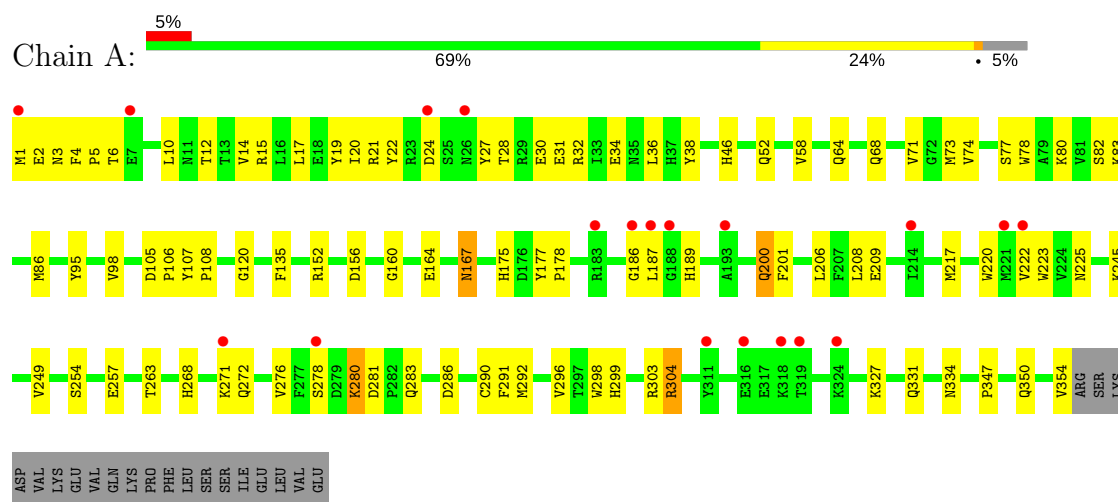 5%
Chain A:
69% 24% • 5%
M1 E2 N3 F4 P5 T6 E7 L10 N11 T12 T13 V14 R15 L16 L17 E18 Y19 I20 R21 Y22 R23 D24 S25 N26 Y27 T28 R29 E30 E31 R32 I33 E34 N35 L36 H37 Y38 H46 Q52 V58 Q64 Q68 V71 G72 M73 V74 S77 W78 A79 K80 V81 S82 K83
M86 Y95 V98 D105 P106 Y107 P108 G120 F135 R152 D156 G160 E164 N167 H175 D176 Y177 P178 R183 G186 L187 G188 H189 A193 Q200 F201 L206 F207 L208 E209 I214 M217 W220 M221 V222 W223 V224 N225 K245
V249 S254 E257 T263 H268 K271 Q272 V276 F277 S278 D279 K280 D281 P282 Q283 D286 C290 F291 M292 V296 T297 W298 H299 R303 R304 Y311 E316 E317 K318 T319 K324 K327 Q331 N334 P347 Q350 V354 ARG SER LYS
ASP VAL LYS GLU VAL GLN LYS PRO PHE LEU SER SER ILE GLU LEU VAL GLU